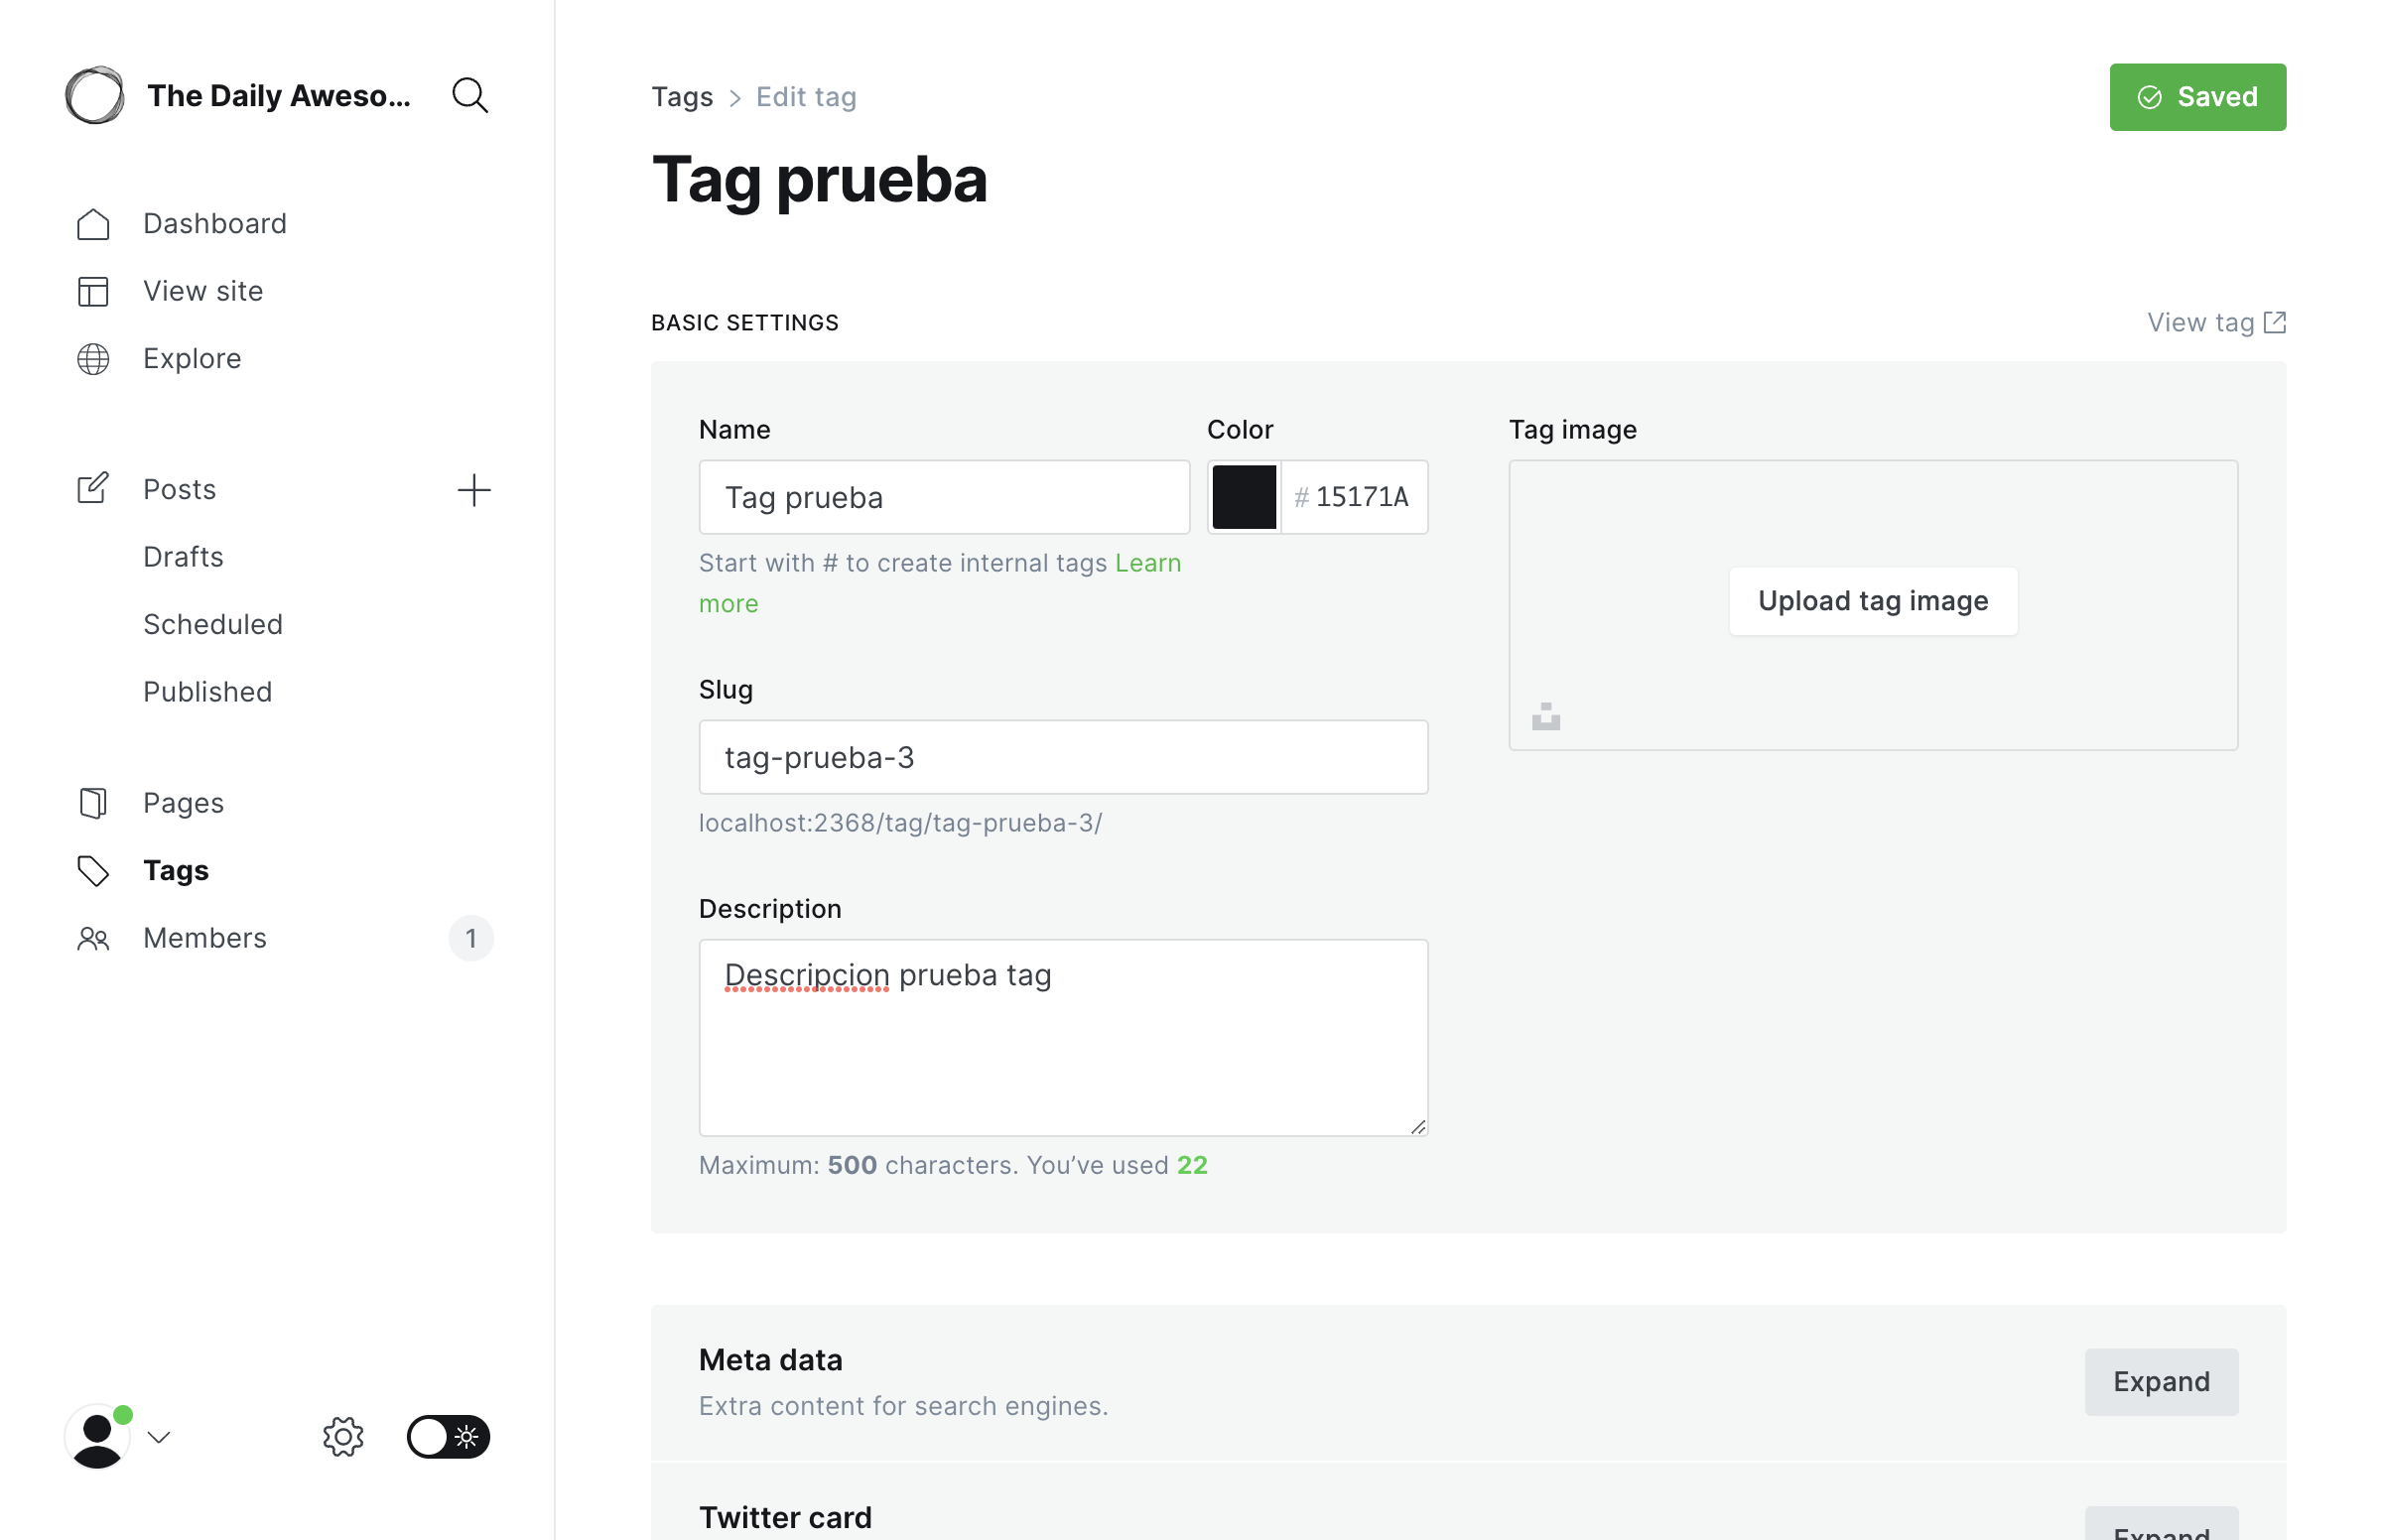 The Daily Aweso...
Dashboard
View site
Explore
Posts
Drafts
Scheduled
Published
Pages
Tags
Members 1
Tags > Edit tag
Saved
Tag prueba
BASIC SETTINGS
View tag
Name
Tag prueba
Start with # to create internal tags Learn
more
Color
# 15171A
Tag image
Upload tag image
Slug
tag-prueba-3
localhost:2368/tag/tag-prueba-3/
Description
Descripcion prueba tag
Maximum: 500 characters. You’ve used 22
Meta data
Extra content for search engines.
Expand
Twitter card
Expand